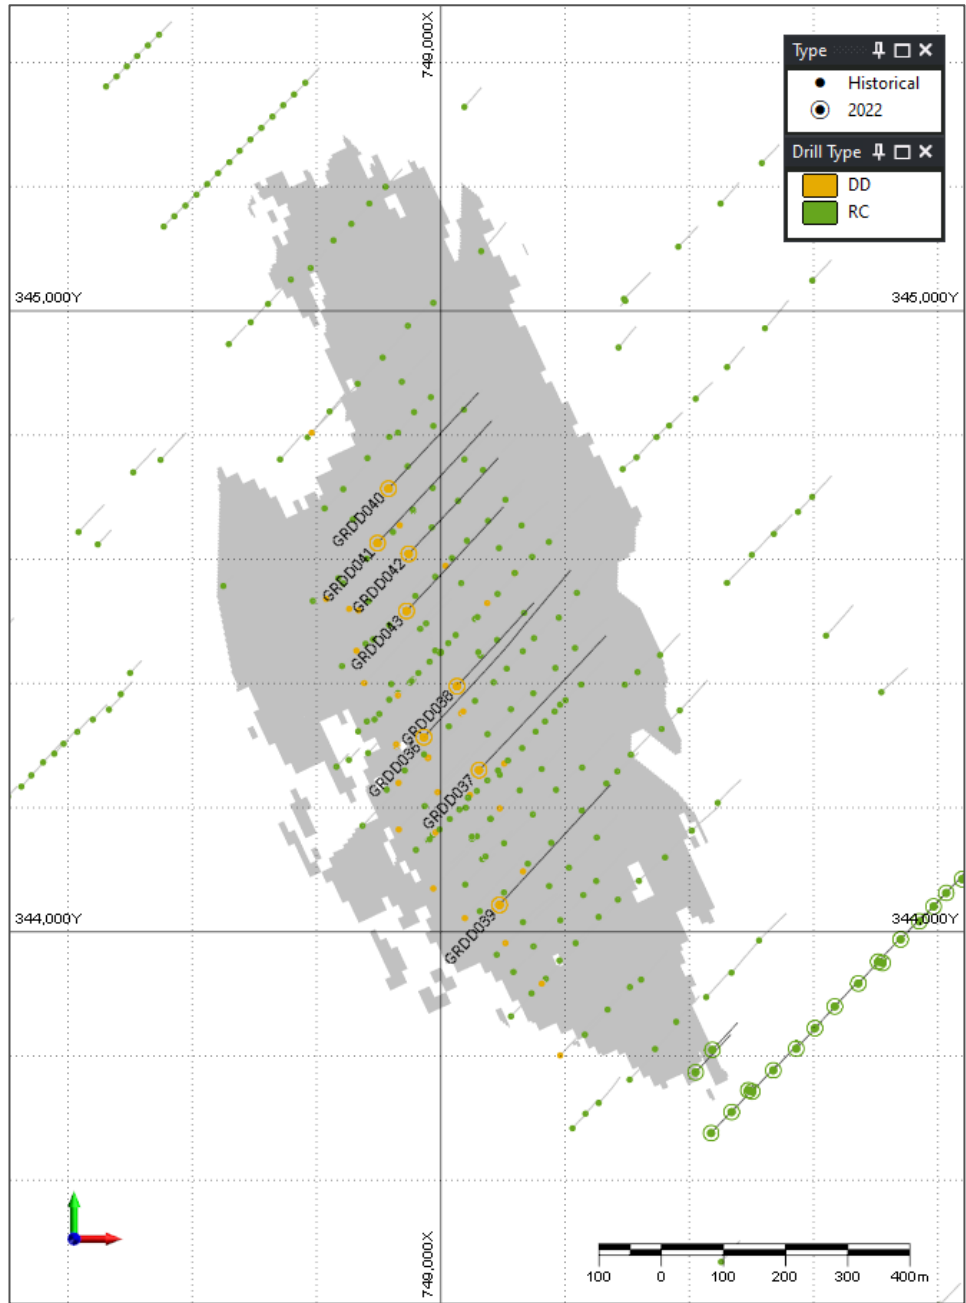 749,000X
Type
Historical
2022
Drill Type
DD
RC
345,000Y
345,000Y
GRDD040
GRDD041
GRDD042
GRDD043
GRDD038
GRDD036
GRDD037
GRDD039
344,000Y
344,000Y
749,000X
100 0 100 200 300 400m